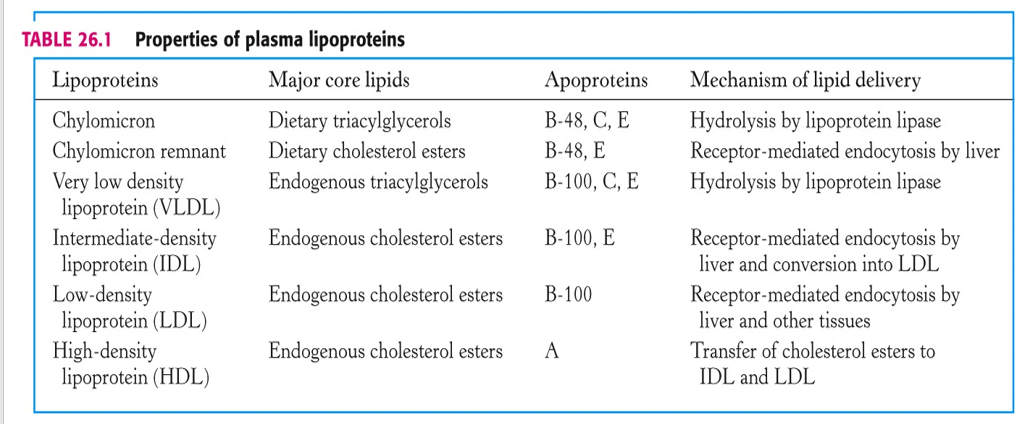 TABLE 26.1 Properties of plasma lipoproteins
Lipoproteins Major core lipids Apoproteins Mechanism of lipid delivery
Chylomicron Dietary triacylglycerols B-48, C, E Hydrolysis by lipoprotein lipase
Chylomicron remnant Dietary cholesterol esters B-48, E Receptor-mediated endocytosis by liver
Very low density Endogenous triacylglycerols B-100, C, E Hydrolysis by lipoprotein lipase
lipoprotein (VLDL)
Intermediate-density Endogenous cholesterol esters B-100, E Receptor-mediated endocytosis by
lipoprotein (IDL) liver and conversion into LDL
Low-density Endogenous cholesterol esters B-100 Receptor-mediated endocytosis by
lipoprotein (LDL) liver and other tissues
High-density Endogenous cholesterol esters A Transfer of cholesterol esters to
lipoprotein (HDL) IDL and LDL